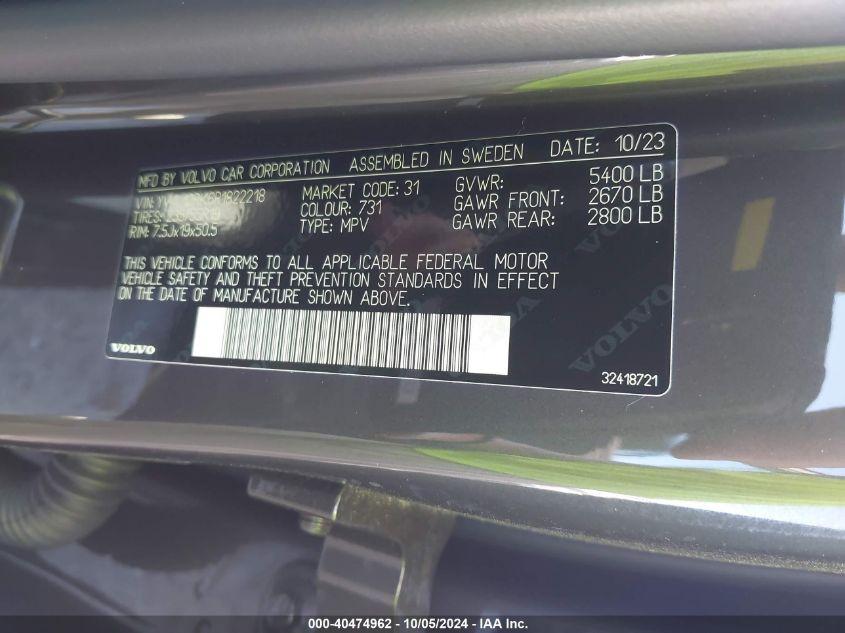 MFD BY VOLVO CAR CORPORATION ASSEMBLED IN SWEDEN DATE: 10/23
VIN: MARKET CODE: 31 GVWR: 5400 LB
TIRES: COLOUR: 731 GAWR FRONT: 2670 LB
RIM: 7.5Jx19x50.5 TYPE: MPV GAWR REAR: 2800 LB
THIS VEHICLE CONFORMS TO ALL APPLICABLE FEDERAL MOTOR
VEHICLE SAFETY AND THEFT PREVENTION STANDARDS IN EFFECT
ON THE DATE OF MANUFACTURE SHOWN ABOVE.
VOLVO
VOLVO
32418721
000-40474962 - 10/05/2024 - IAA Inc.